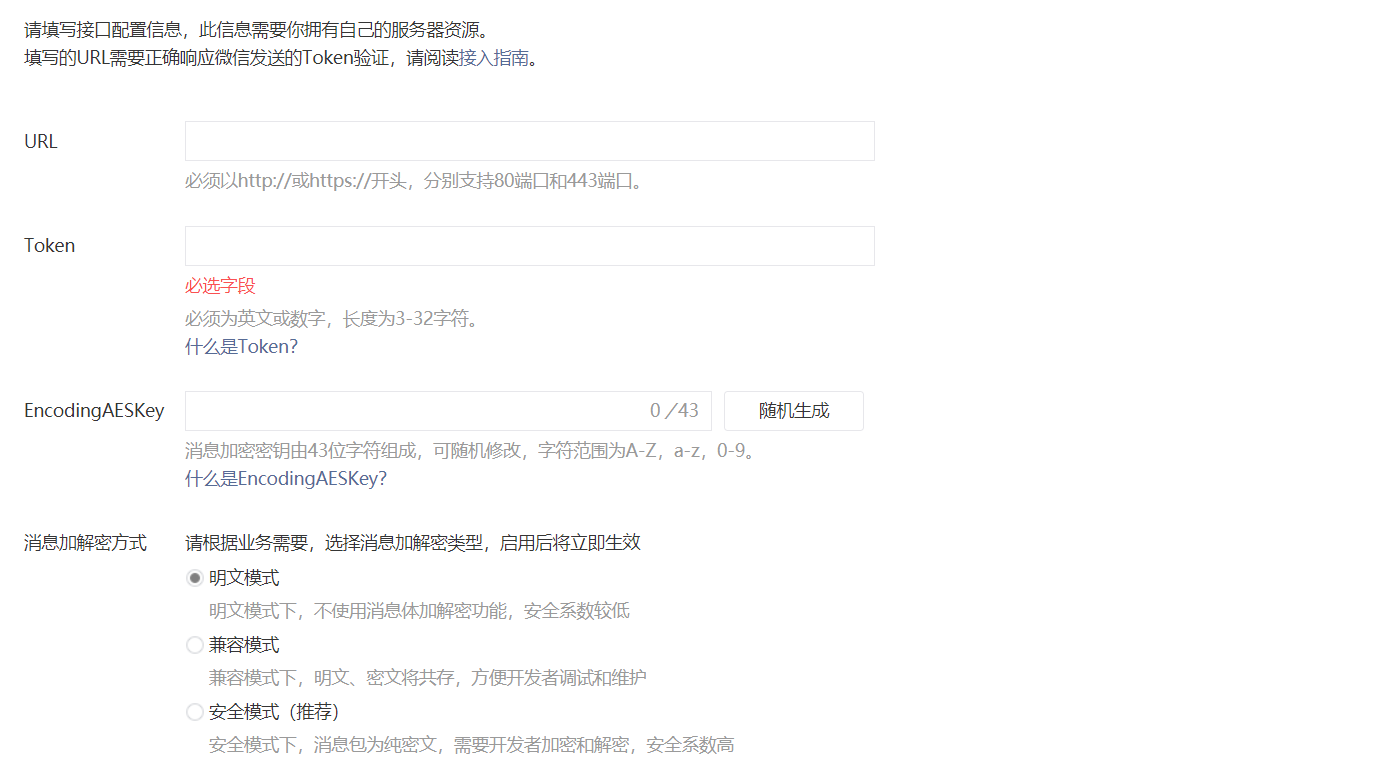 请填写接口配置信息，此信息需要你拥有自己的服务器资源。
填写的URL需要正确响应微信发送的Token验证，请阅读接入指南。
URL
必须以http://或https://开头，分别支持80端口和443端口。
Token
必选字段
必须为英文或数字，长度为3-32字符。
什么是Token?
EncodingAESKey
0 /43
随机生成
消息加密密钥由43位字符组成，可随机修改，字符范围为A-Z，a-z，0-9。
什么是EncodingAESKey?
消息加解密方式
请根据业务需要，选择消息加解密类型，启用后将立即生效
明文模式
明文模式下，不使用消息体加解密功能，安全系数较低
兼容模式
兼容模式下，明文、密文将共存，方便开发者调试和维护
安全模式（推荐）
安全模式下，消息包为纯密文，需要开发者加密和解密，安全系数高